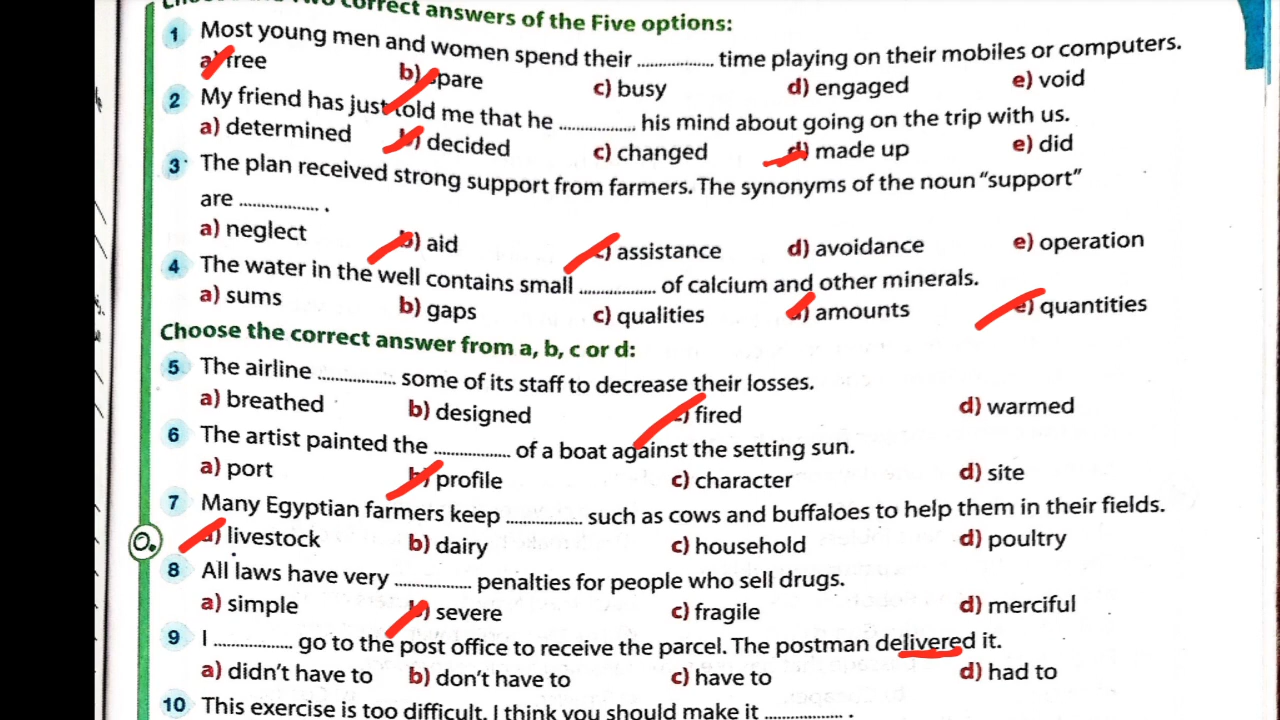 correct answers of the Five options:
1 Most young men and women spend their ................. time playing on their mobiles or computers.
a) free b) spare c) busy d) engaged e) void
2 My friend has just told me that he ................. his mind about going on the trip with us.
a) determined b) decided c) changed d) made up e) did
3 The plan received strong support from farmers. The synonyms of the noun "support"
are ................. .
a) neglect b) aid c) assistance d) avoidance e) operation
4 The water in the well contains small ................. of calcium and other minerals.
a) sums b) gaps c) qualities d) amounts e) quantities
Choose the correct answer from a, b, c or d:
5 The airline ................. some of its staff to decrease their losses.
a) breathed b) designed c) fired d) warmed
6 The artist painted the ................. of a boat against the setting sun.
a) port b) profile c) character d) site
7 Many Egyptian farmers keep ................. such as cows and buffaloes to help them in their fields.
a) livestock b) dairy c) household d) poultry
8 All laws have very ................. penalties for people who sell drugs.
a) simple b) severe c) fragile d) merciful
9 I ................. go to the post office to receive the parcel. The postman delivered it.
a) didn't have to b) don't have to c) have to d) had to
10 This exercise is too difficult. I think you should make it ................. .